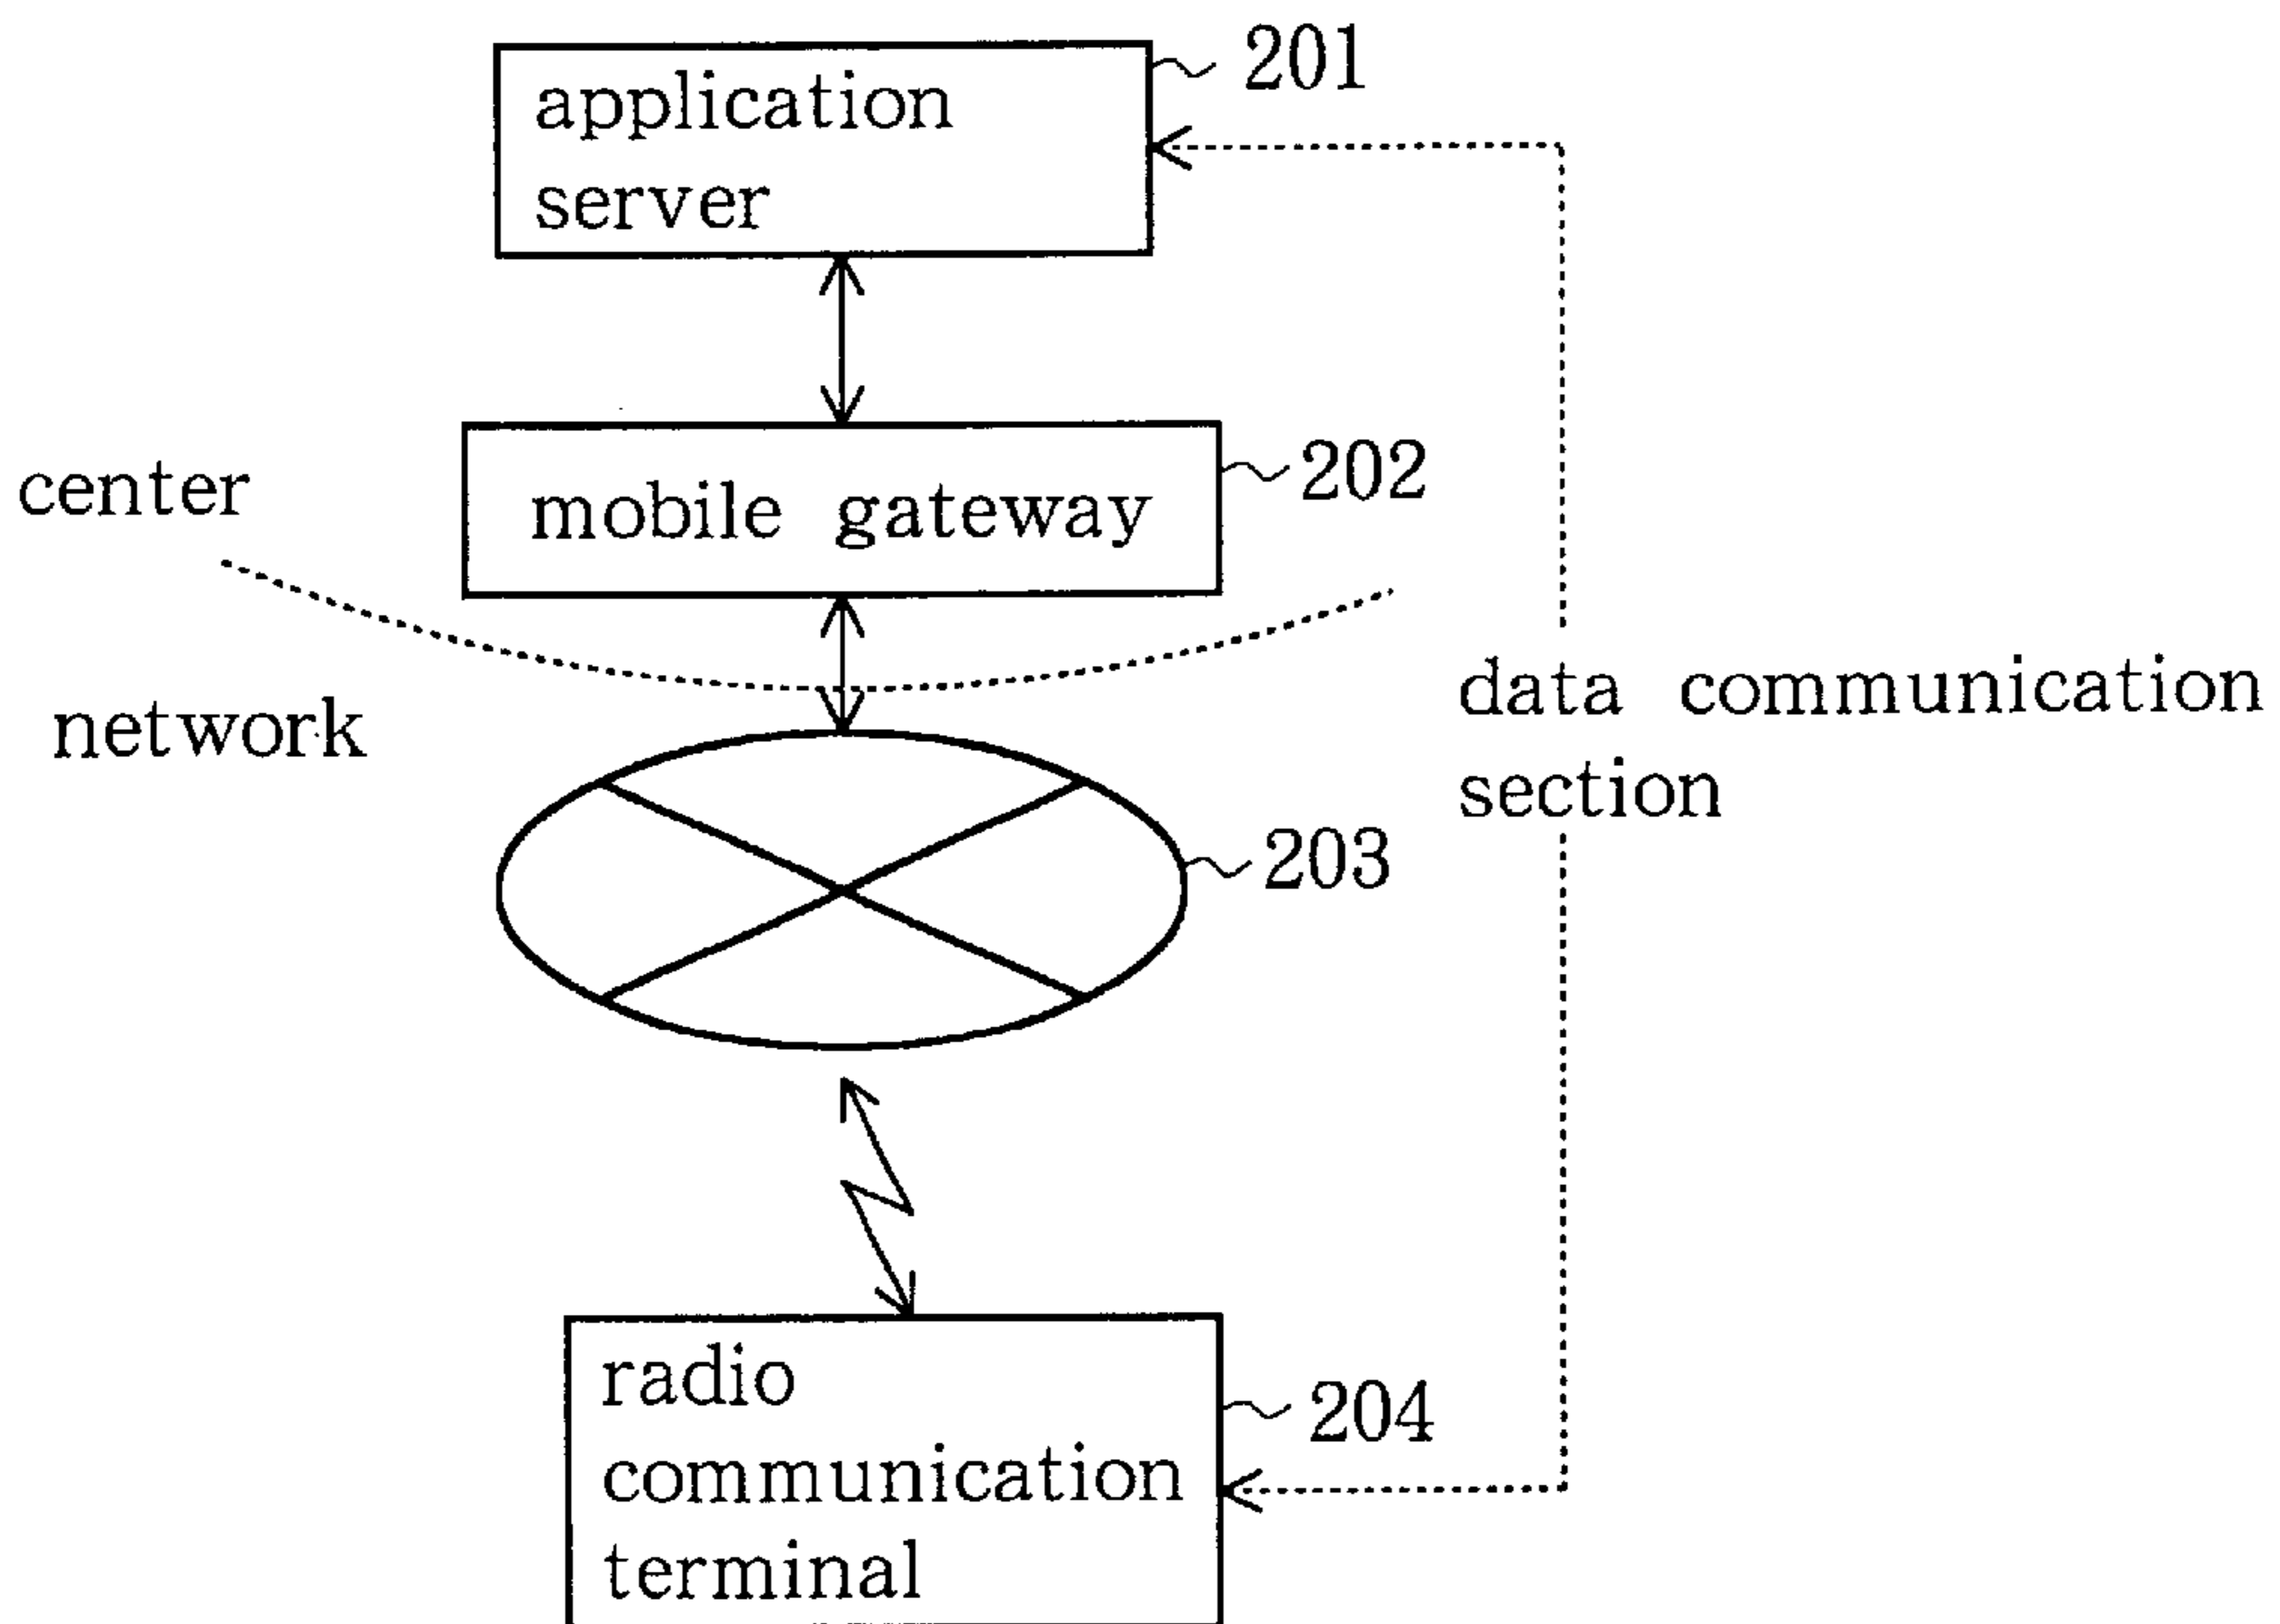 application
server
201
mobile gateway
202
center
network
data communication
section
203
radio
communication
terminal
204